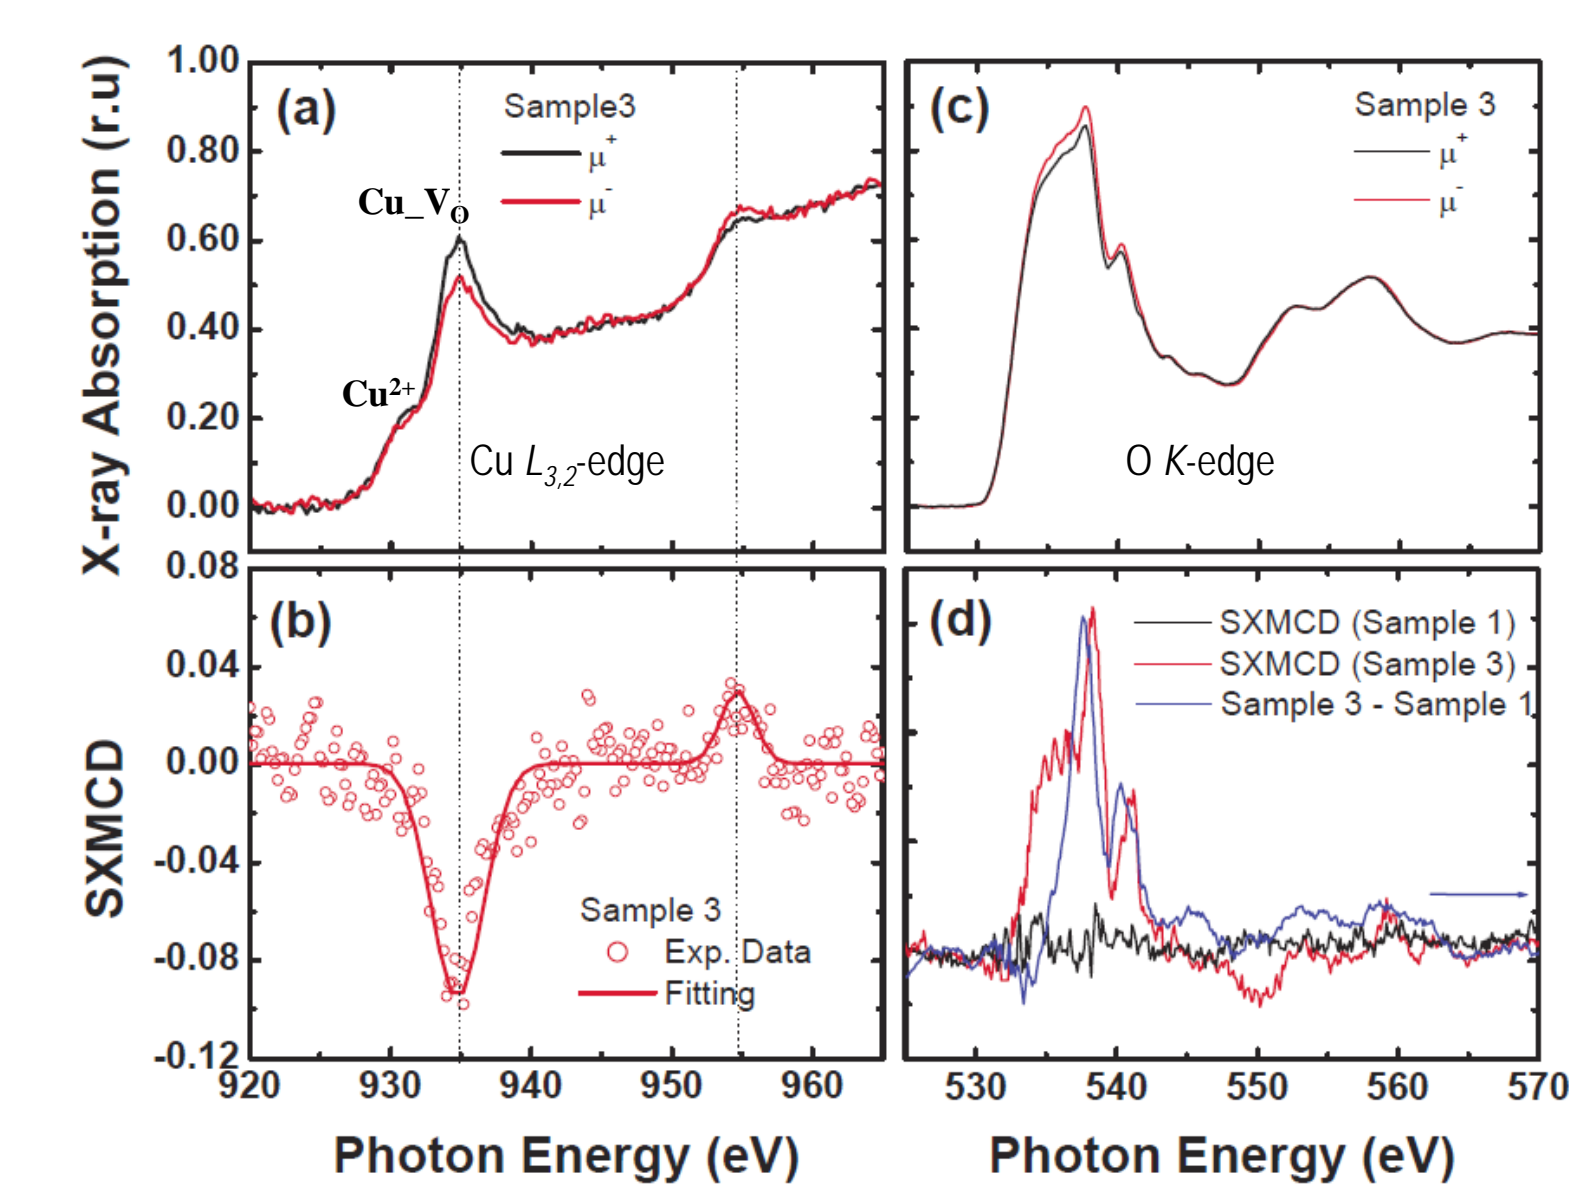 X-ray Absorption (r.u)
1.00
0.80
0.60
0.40
0.20
0.00
(a)
Sample3
μ⁺
μ⁻
Cu_V_O
Cu²⁺
Cu L₃,₂-edge
(c)
Sample 3
μ⁺
μ⁻
O K-edge
SXMCD
0.08
0.04
0.00
-0.04
-0.08
-0.12
(b)
Sample 3
Exp. Data
Fitting
920 930 940 950 960
Photon Energy (eV)
(d)
SXMCD (Sample 1)
SXMCD (Sample 3)
Sample 3 - Sample 1
530 540 550 560 570
Photon Energy (eV)